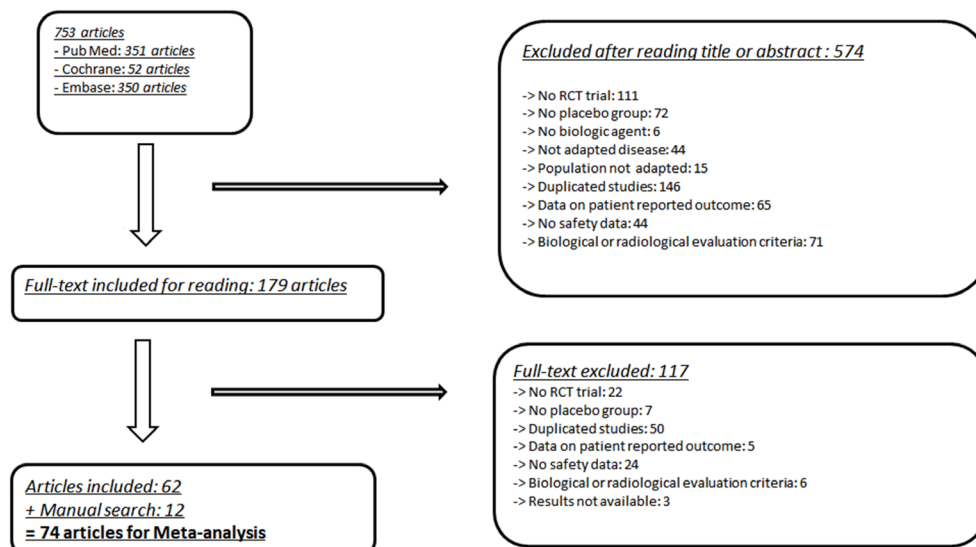 753 articles
- Pub Med: 351 articles
- Cochrane: 52 articles
- Embase: 350 articles
Excluded after reading title or abstract : 574
-> No RCT trial: 111
-> No placebo group: 72
-> No biologic agent: 6
-> Not adapted disease: 44
-> Population not adapted: 15
-> Duplicated studies: 146
-> Data on patient reported outcome: 65
-> No safety data: 44
-> Biological or radiological evaluation criteria: 71
Full-text included for reading: 179 articles
Full-text excluded: 117
-> No RCT trial: 22
-> No placebo group: 7
-> Duplicated studies: 50
-> Data on patient reported outcome: 5
-> No safety data: 24
-> Biological or radiological evaluation criteria: 6
-> Results not available: 3
Articles included: 62
+ Manual search: 12
= 74 articles for Meta-analysis